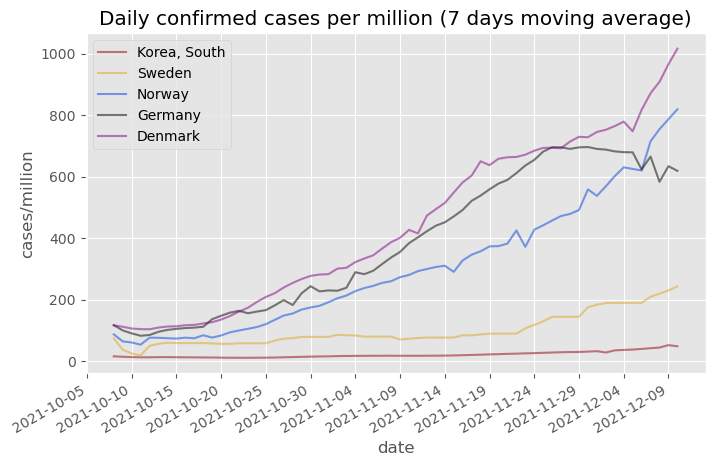 Daily confirmed cases per million (7 days moving average)
Korea, South
Sweden
Norway
Germany
Denmark
cases/million
1000
800
600
400
200
0
2021-10-05
2021-10-10
2021-10-15
2021-10-20
2021-10-25
2021-10-30
2021-11-04
2021-11-09
2021-11-14
2021-11-19
2021-11-24
2021-11-29
2021-12-04
2021-12-09
date